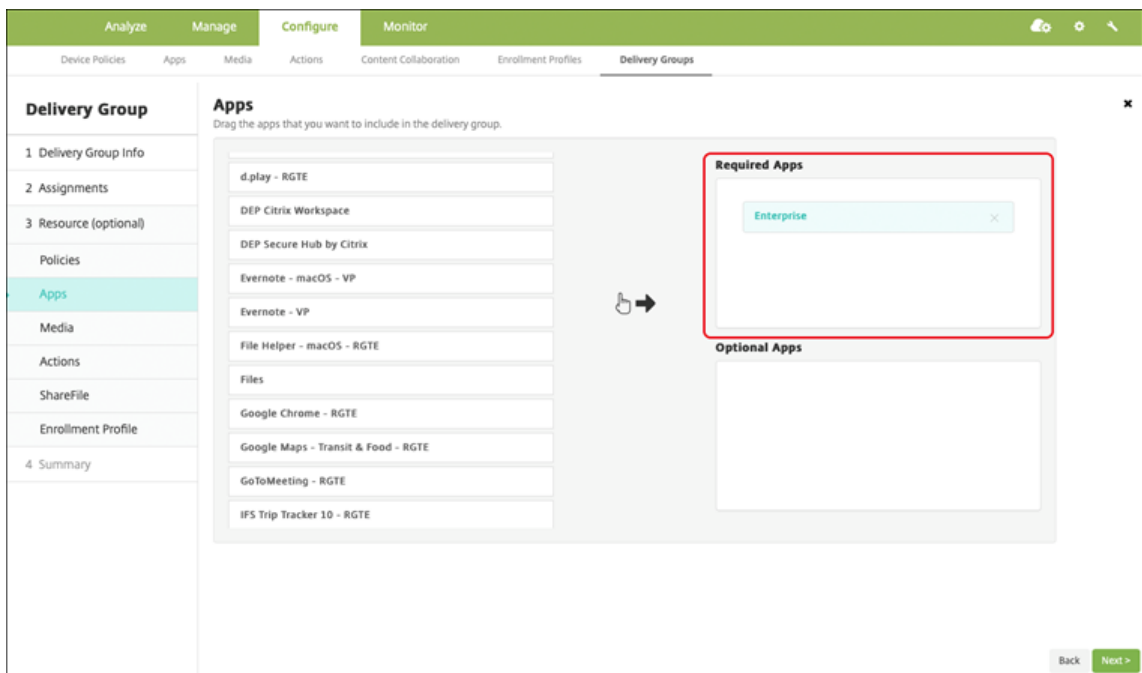 Analyze Manage Configure Monitor
Device Policies Apps Media Actions Content Collaboration Enrollment Profiles Delivery Groups
Delivery Group
1 Delivery Group Info
2 Assignments
3 Resource (optional)
Policies
Apps
Media
Actions
ShareFile
Enrollment Profile
4 Summary
Apps
Drag the apps that you want to include in the delivery group.
d.play - RGTE
DEP Citrix Workspace
DEP Secure Hub by Citrix
Evernote - macOS - VP
Evernote - VP
File Helper - macOS - RGTE
Files
Google Chrome - RGTE
Google Maps - Transit & Food - RGTE
GoToMeeting - RGTE
IFS Trip Tracker 10 - RGTE
Required Apps
Enterprise
Optional Apps
Back Next >